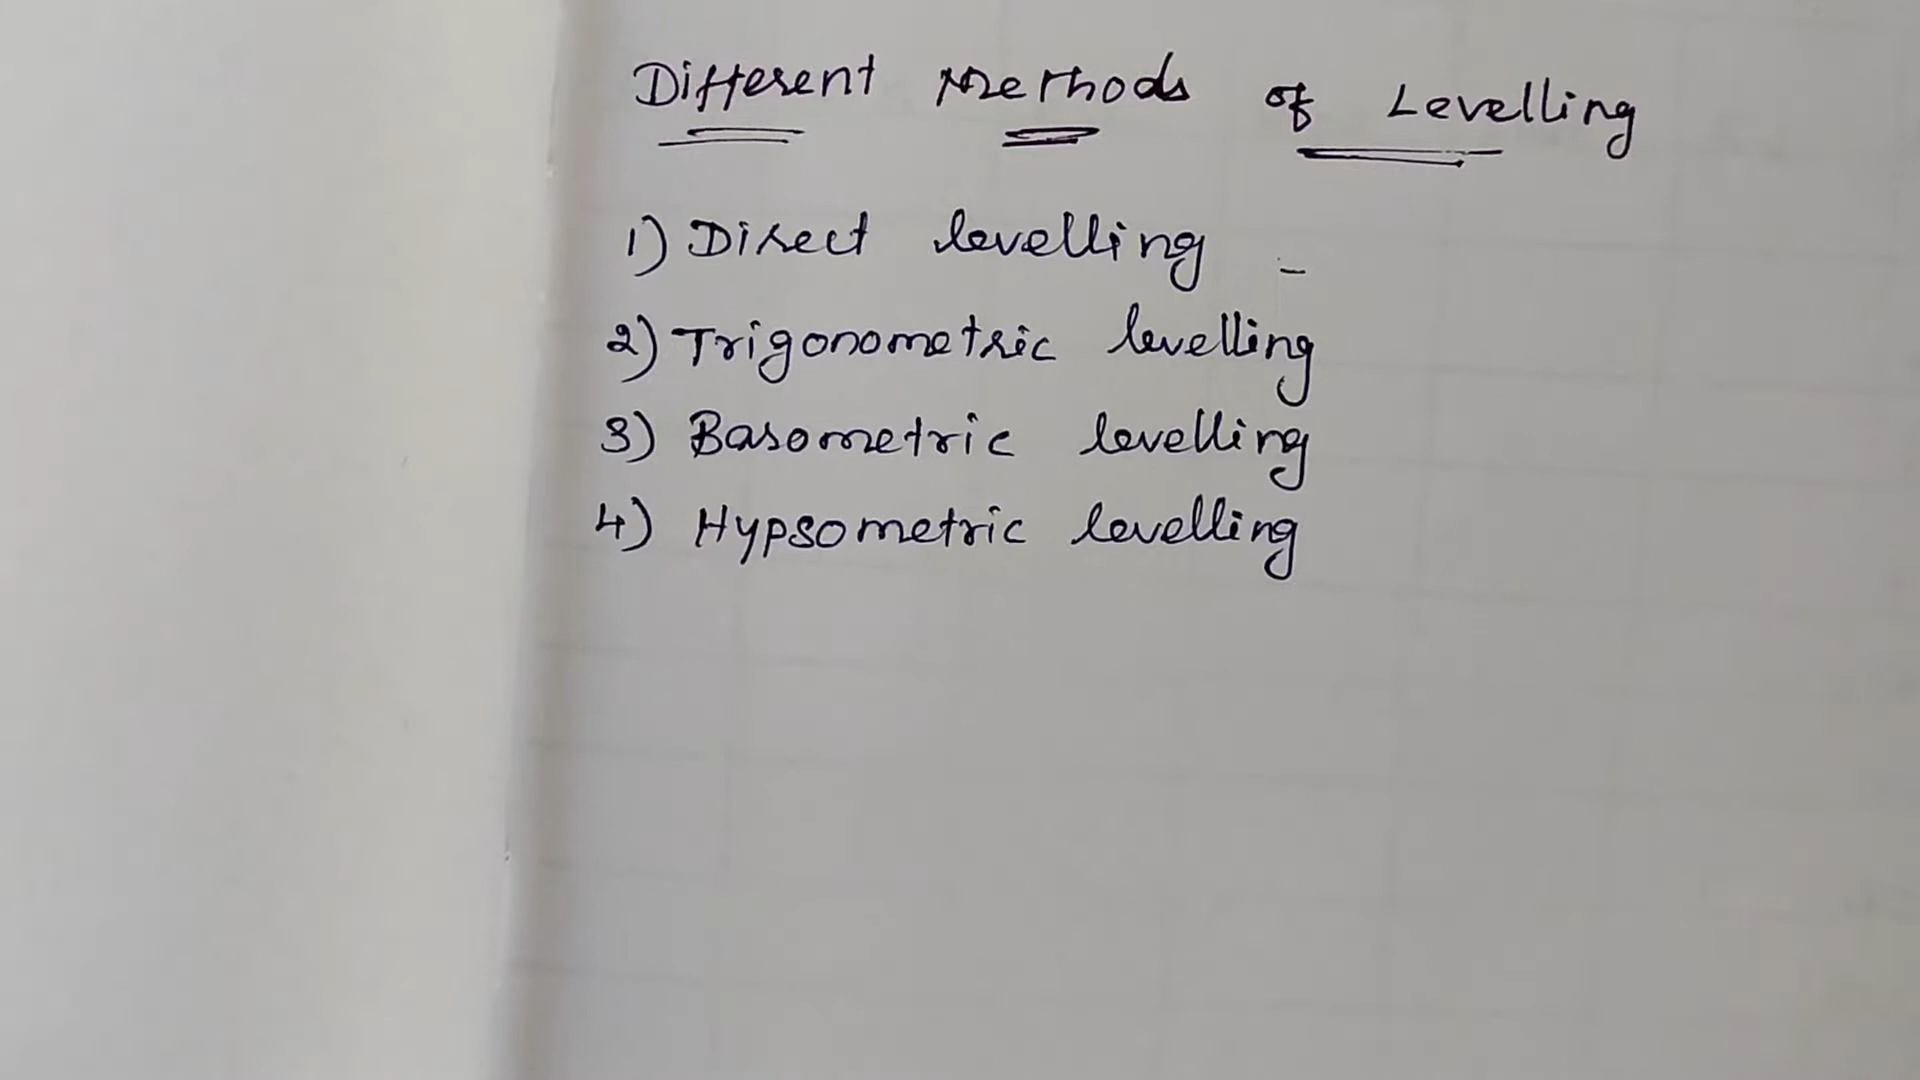 Different Methods of Levelling
1) Direct levelling -
2) Trigonometric levelling
3) Barometric levelling
4) Hypsometric levelling